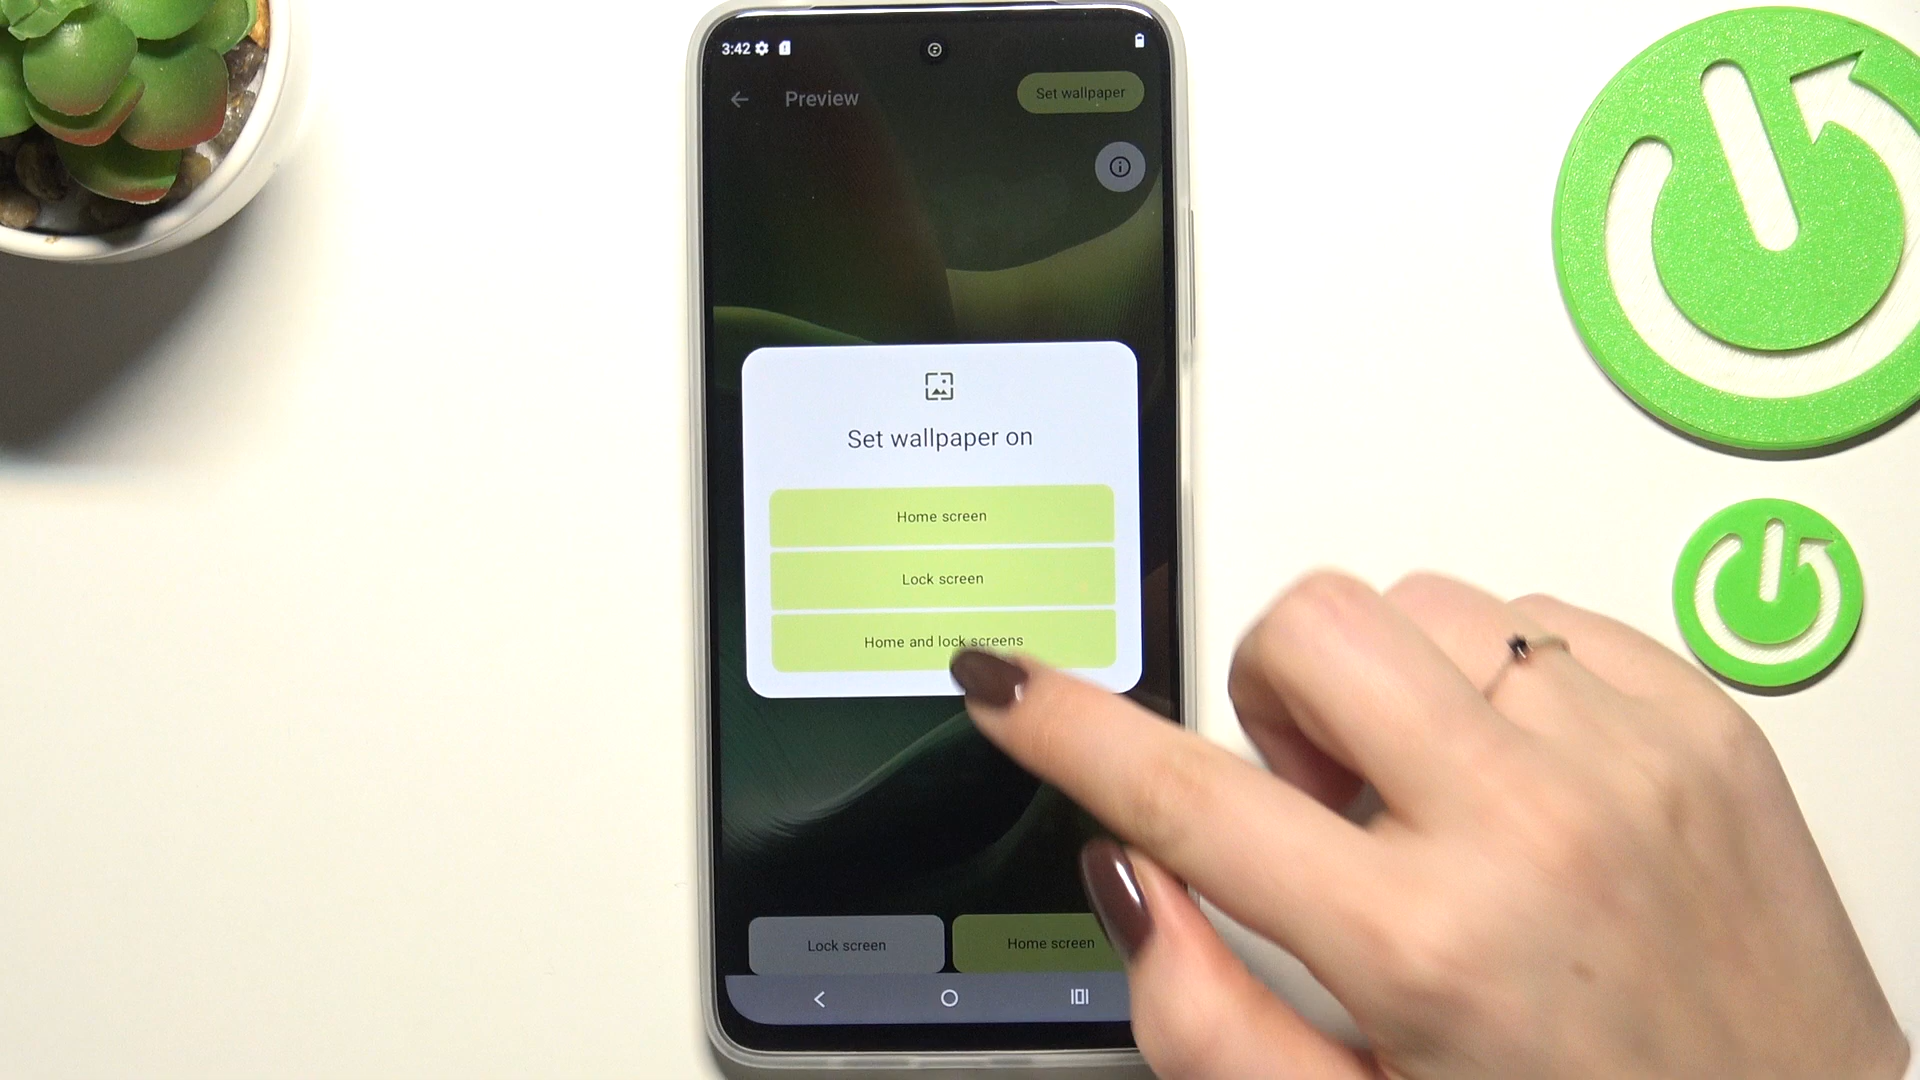 3:42
Preview
Set wallpaper
Set wallpaper on
Home screen
Lock screen
Home and lock screens
Lock screen
Home screen